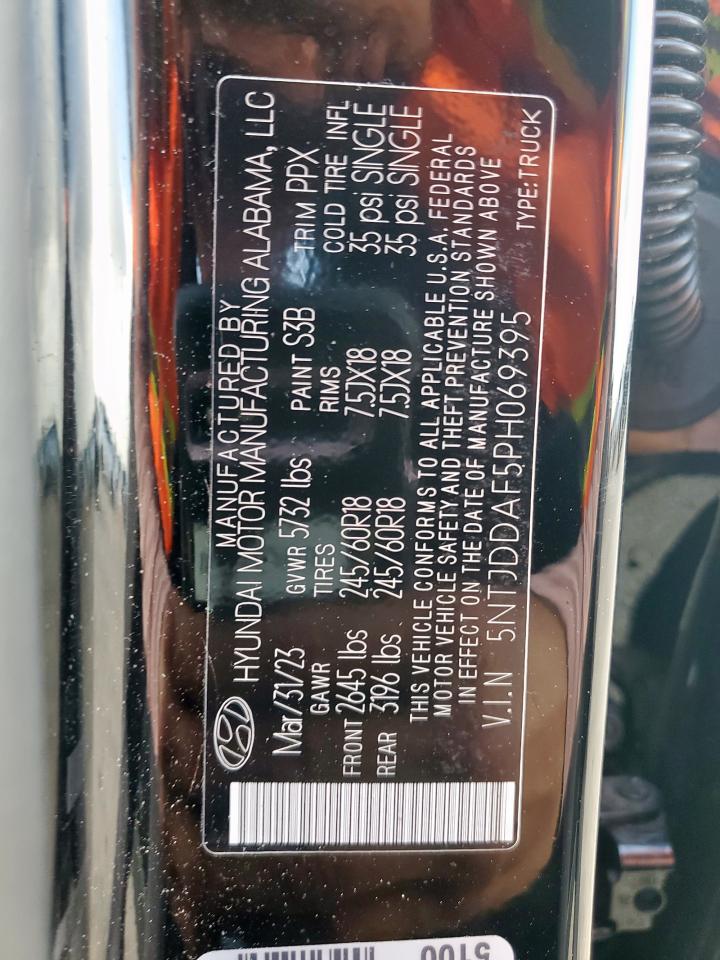 MANUFACTURED BY
HYUNDAI MOTOR MANUFACTURING ALABAMA, LLC
Mar/31/23 GVWR 5732 lbs PAINT S3B TRIM PPX
GAWR TIRES RIMS COLD TIRE INFL
FRONT 2645 lbs 245/60R18 7.5JX18 35 psi SINGLE
REAR 3196 lbs 245/60R18 7.5JX18 35 psi SINGLE
THIS VEHICLE CONFORMS TO ALL APPLICABLE U.S.A. FEDERAL
MOTOR VEHICLE SAFETY AND THEFT PREVENTION STANDARDS
IN EFFECT ON THE DATE OF MANUFACTURE SHOWN ABOVE
V.I.N 5NTJDDAF5PH069395 TYPE:TRUCK